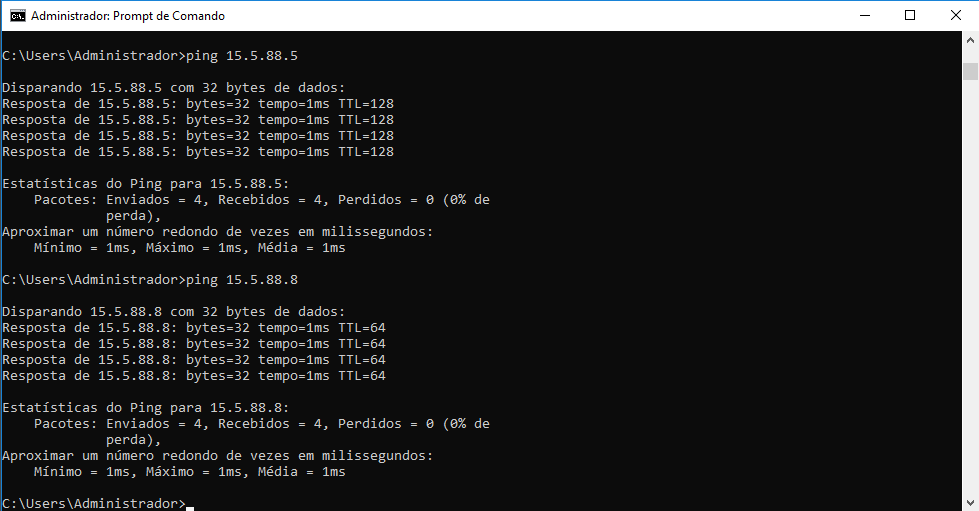 Administrador: Prompt de Comando
C:\Users\Administrador>ping 15.5.88.5
Disparando 15.5.88.5 com 32 bytes de dados:
Resposta de 15.5.88.5: bytes=32 tempo=1ms TTL=128
Resposta de 15.5.88.5: bytes=32 tempo=1ms TTL=128
Resposta de 15.5.88.5: bytes=32 tempo=1ms TTL=128
Resposta de 15.5.88.5: bytes=32 tempo=1ms TTL=128
Estatísticas do Ping para 15.5.88.5:
Pacotes: Enviados = 4, Recebidos = 4, Perdidos = 0 (0% de
perda),
Aproximar um número redondo de vezes em milissegundos:
Mínimo = 1ms, Máximo = 1ms, Média = 1ms
C:\Users\Administrador>ping 15.5.88.8
Disparando 15.5.88.8 com 32 bytes de dados:
Resposta de 15.5.88.8: bytes=32 tempo=1ms TTL=64
Resposta de 15.5.88.8: bytes=32 tempo=1ms TTL=64
Resposta de 15.5.88.8: bytes=32 tempo=1ms TTL=64
Resposta de 15.5.88.8: bytes=32 tempo=1ms TTL=64
Estatísticas do Ping para 15.5.88.8:
Pacotes: Enviados = 4, Recebidos = 4, Perdidos = 0 (0% de
perda),
Aproximar um número redondo de vezes em milissegundos:
Mínimo = 1ms, Máximo = 1ms, Média = 1ms
C:\Users\Administrador>